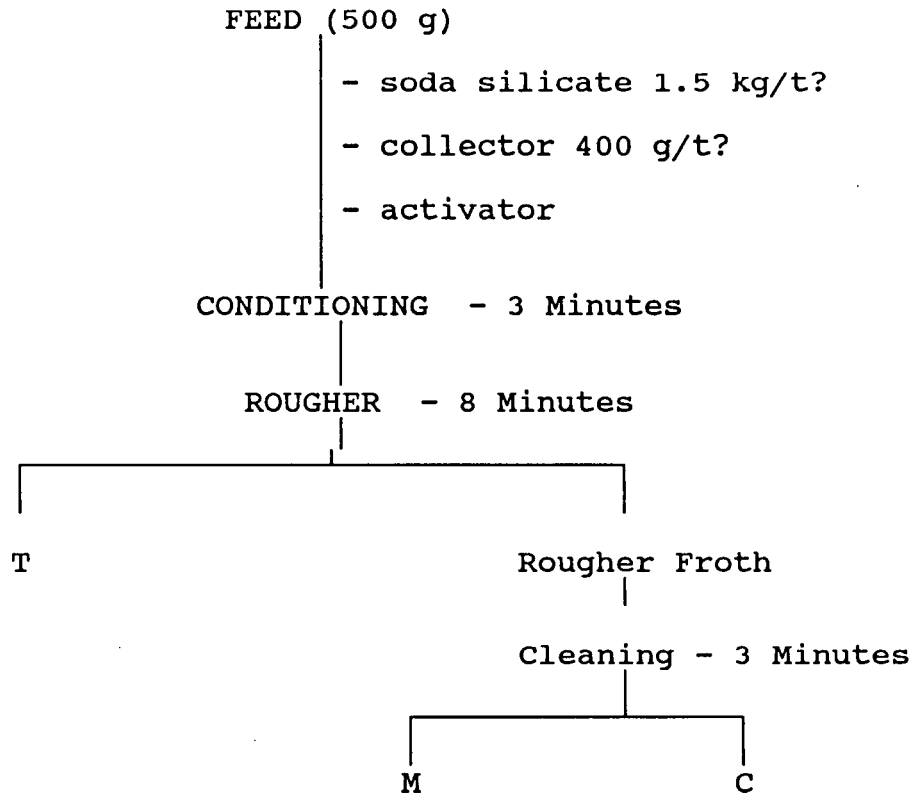 FEED (500 g)
- soda silicate 1.5 kg/t?
- collector 400 g/t?
- activator
CONDITIONING - 3 Minutes
ROUGHER - 8 Minutes
T Rougher Froth
Cleaning - 3 Minutes
M C